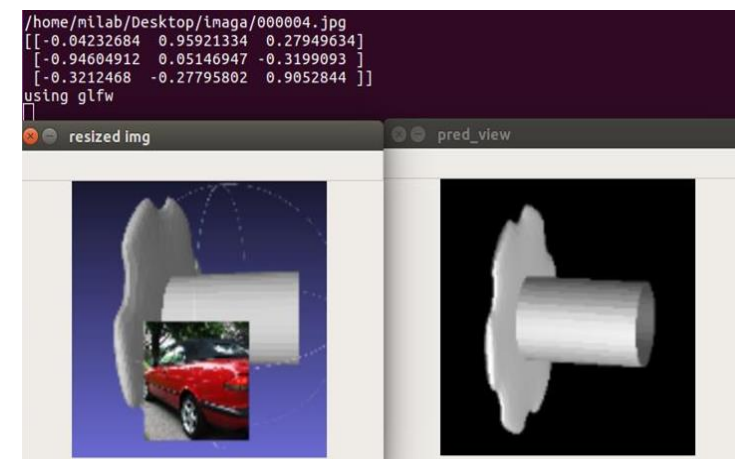 /home/milab/Desktop/imaga/000004.jpg
[[-0.04232684  0.95921334  0.27949634]
 [-0.94604912  0.05146947 -0.3199093 ]
 [-0.3212468  -0.27795802  0.9052844 ]]
using glfw
resized img
pred_view